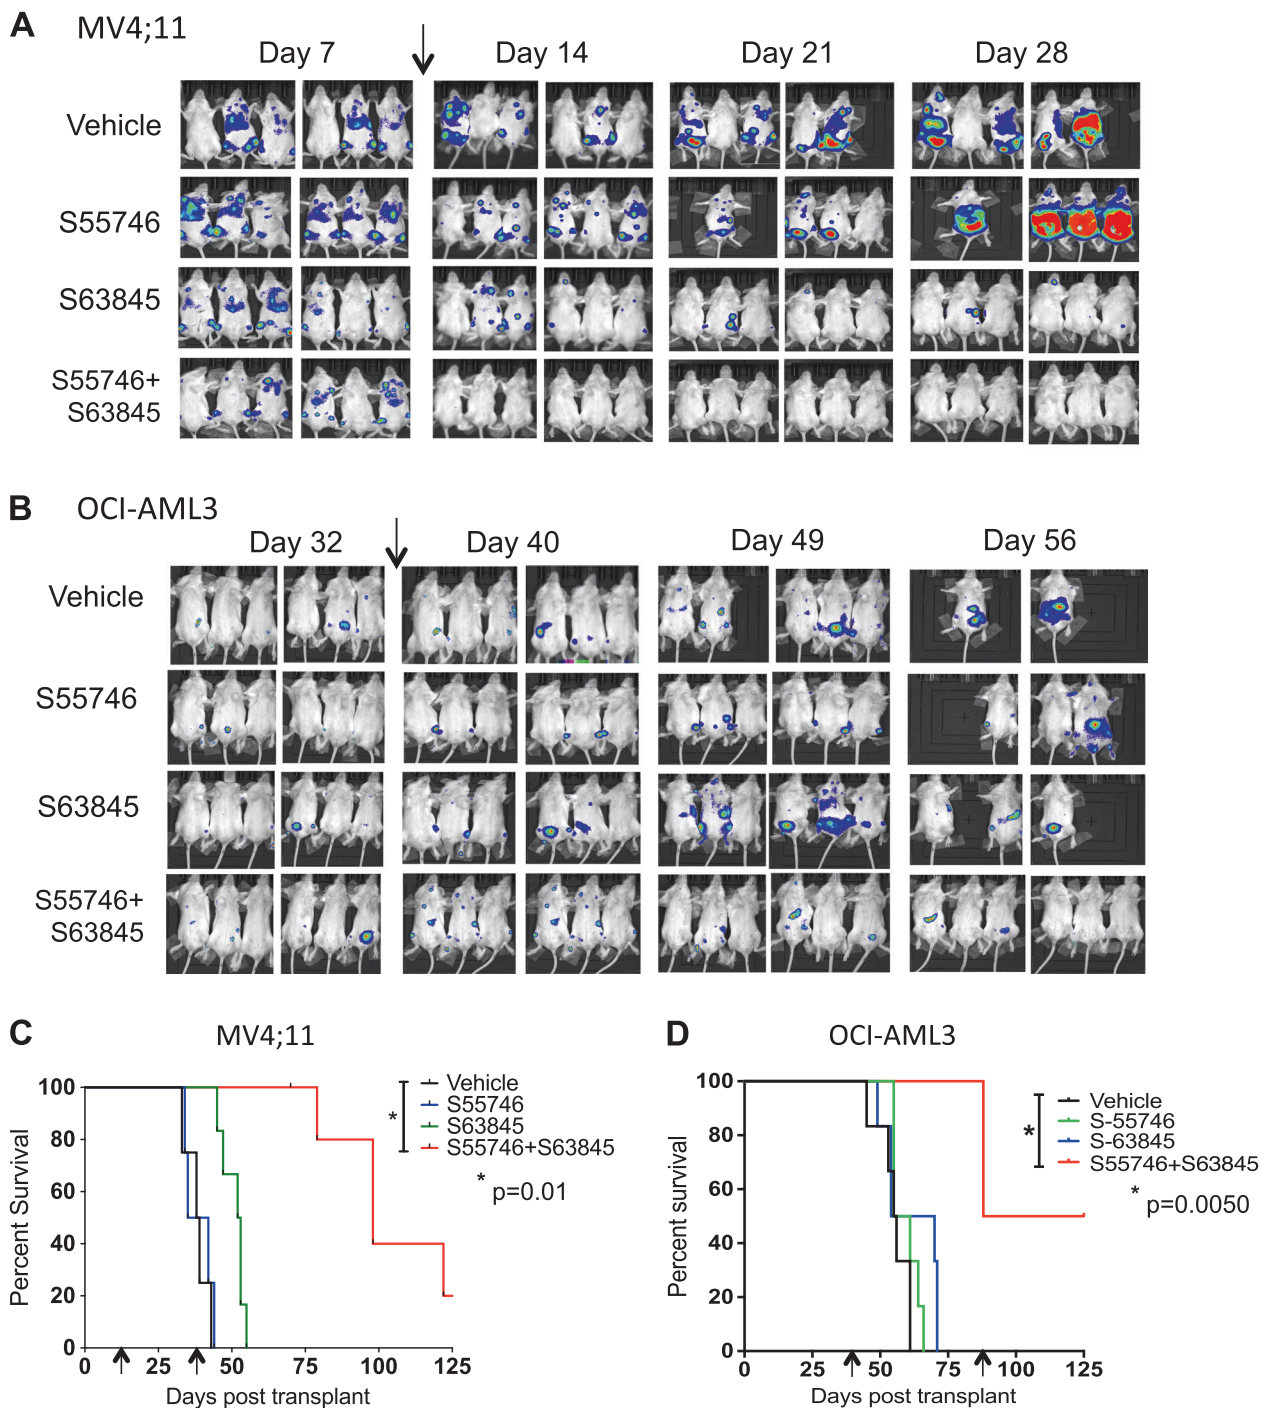 A MV4;11
Day 7 Day 14 Day 21 Day 28
Vehicle
S55746
S63845
S55746+
S63845
B OCI-AML3
Day 32 Day 40 Day 49 Day 56
Vehicle
S55746
S63845
S55746+
S63845
C MV4;11
Percent Survival
100
80
60
40
20
0
0 25 50 75 100 125
Days post transplant
Vehicle
S55746
S63845
S55746+S63845
*
* p=0.01
D OCI-AML3
Percent survival
100
80
60
40
20
0
0 25 50 75 100 125
Days post transplant
Vehicle
S-55746
S-63845
S55746+S63845
*
* p=0.0050